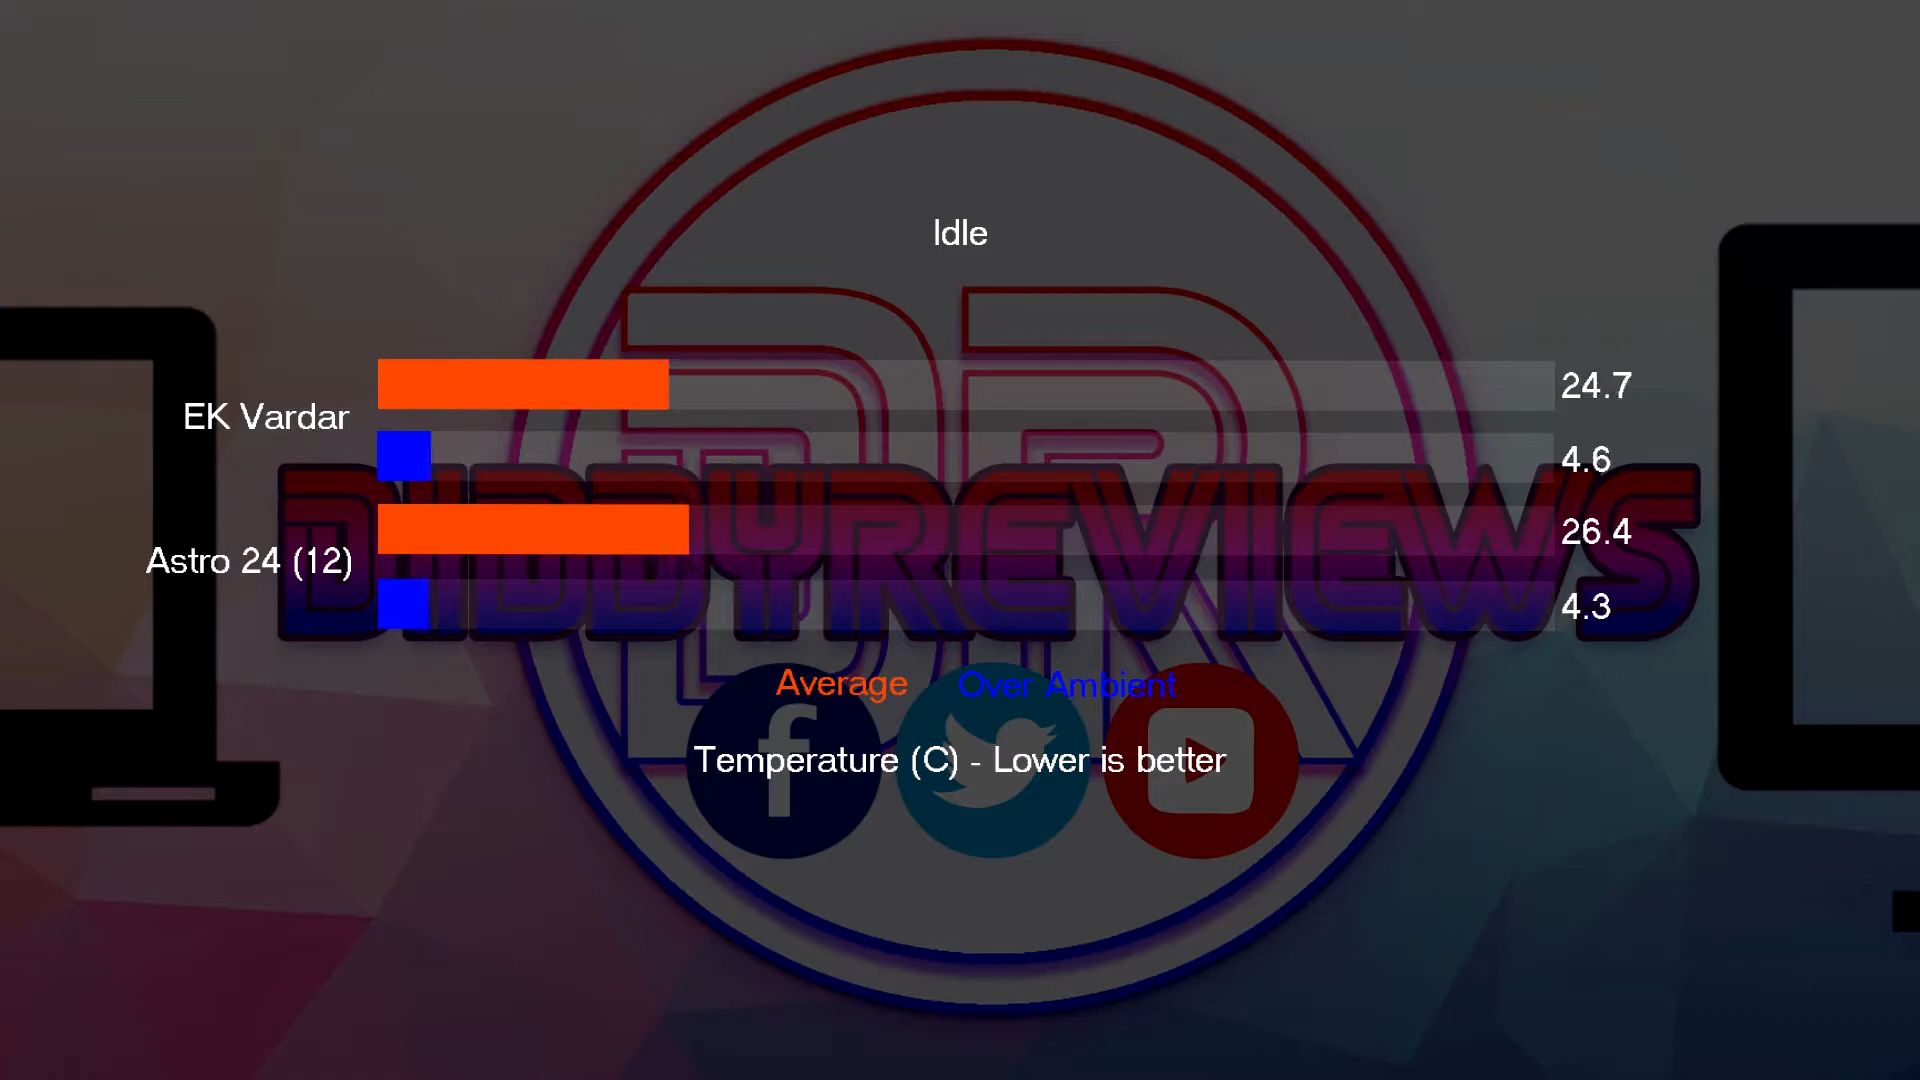 Idle
EK Vardar
24.7
4.6
Astro 24 (12)
26.4
4.3
DIDDYREVIEWS
Average Over Ambient
Temperature (C) - Lower is better